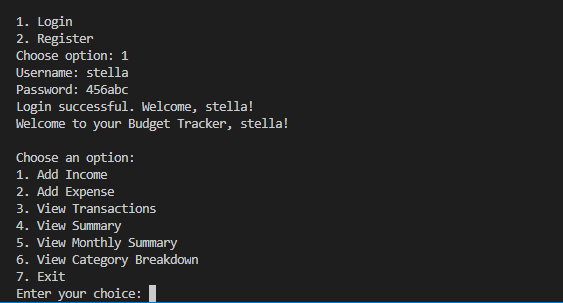 1. Login
2. Register
Choose option: 1
Username: stella
Password: 456abc
Login successful. Welcome, stella!
Welcome to your Budget Tracker, stella!
Choose an option:
1. Add Income
2. Add Expense
3. View Transactions
4. View Summary
5. View Monthly Summary
6. View Category Breakdown
7. Exit
Enter your choice: